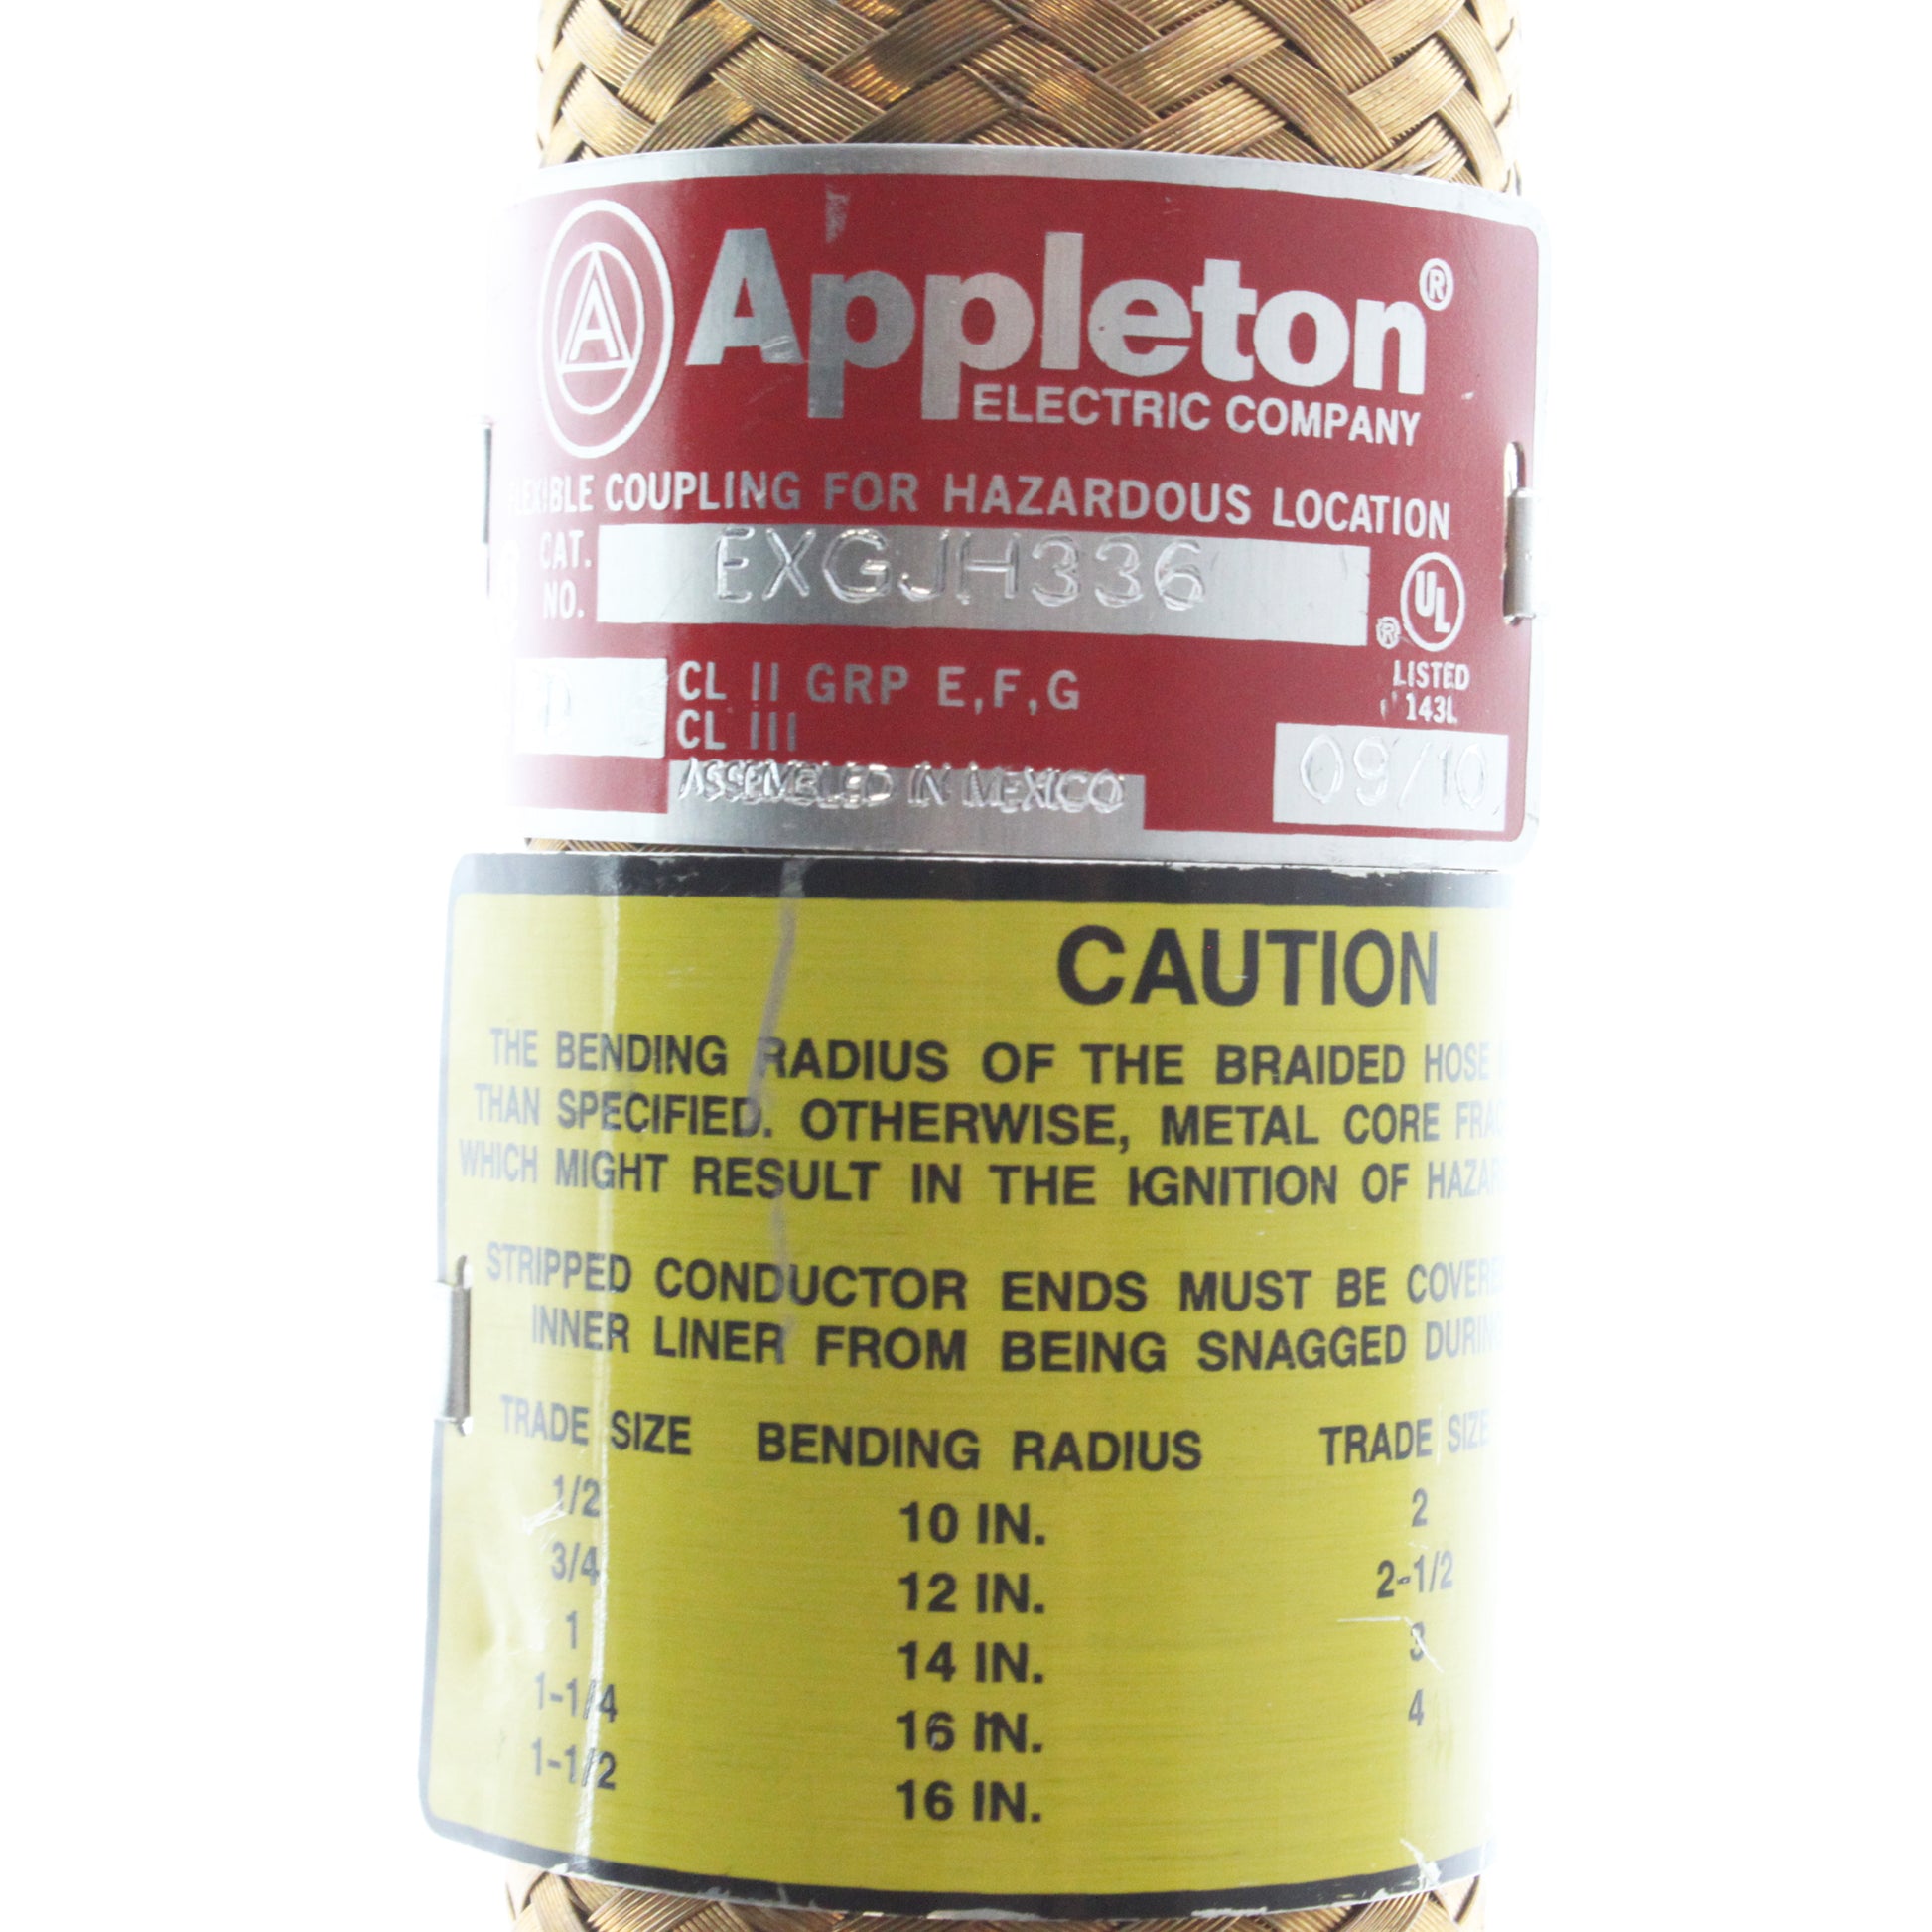 A Appleton®
ELECTRIC COMPANY
FLEXIBLE COUPLING FOR HAZARDOUS LOCATION
CAT. NO. EXGJH336
® UL
LISTED
143L
D
CL II GRP E,F,G
CL III
ASSEMBLED IN MEXICO
09/10
CAUTION
THE BENDING RADIUS OF THE BRAIDED HOSE
THAN SPECIFIED. OTHERWISE, METAL CORE
WHICH MIGHT RESULT IN THE IGNITION OF
STRIPPED CONDUCTOR ENDS MUST BE
INNER LINER FROM BEING SNAGGED
TRADE SIZE BENDING RADIUS TRADE SIZE
1/2 10 IN. 2
3/4 12 IN. 2-1/2
1 14 IN. 3
1-1/4 16 IN. 4
1-1/2 16 IN.